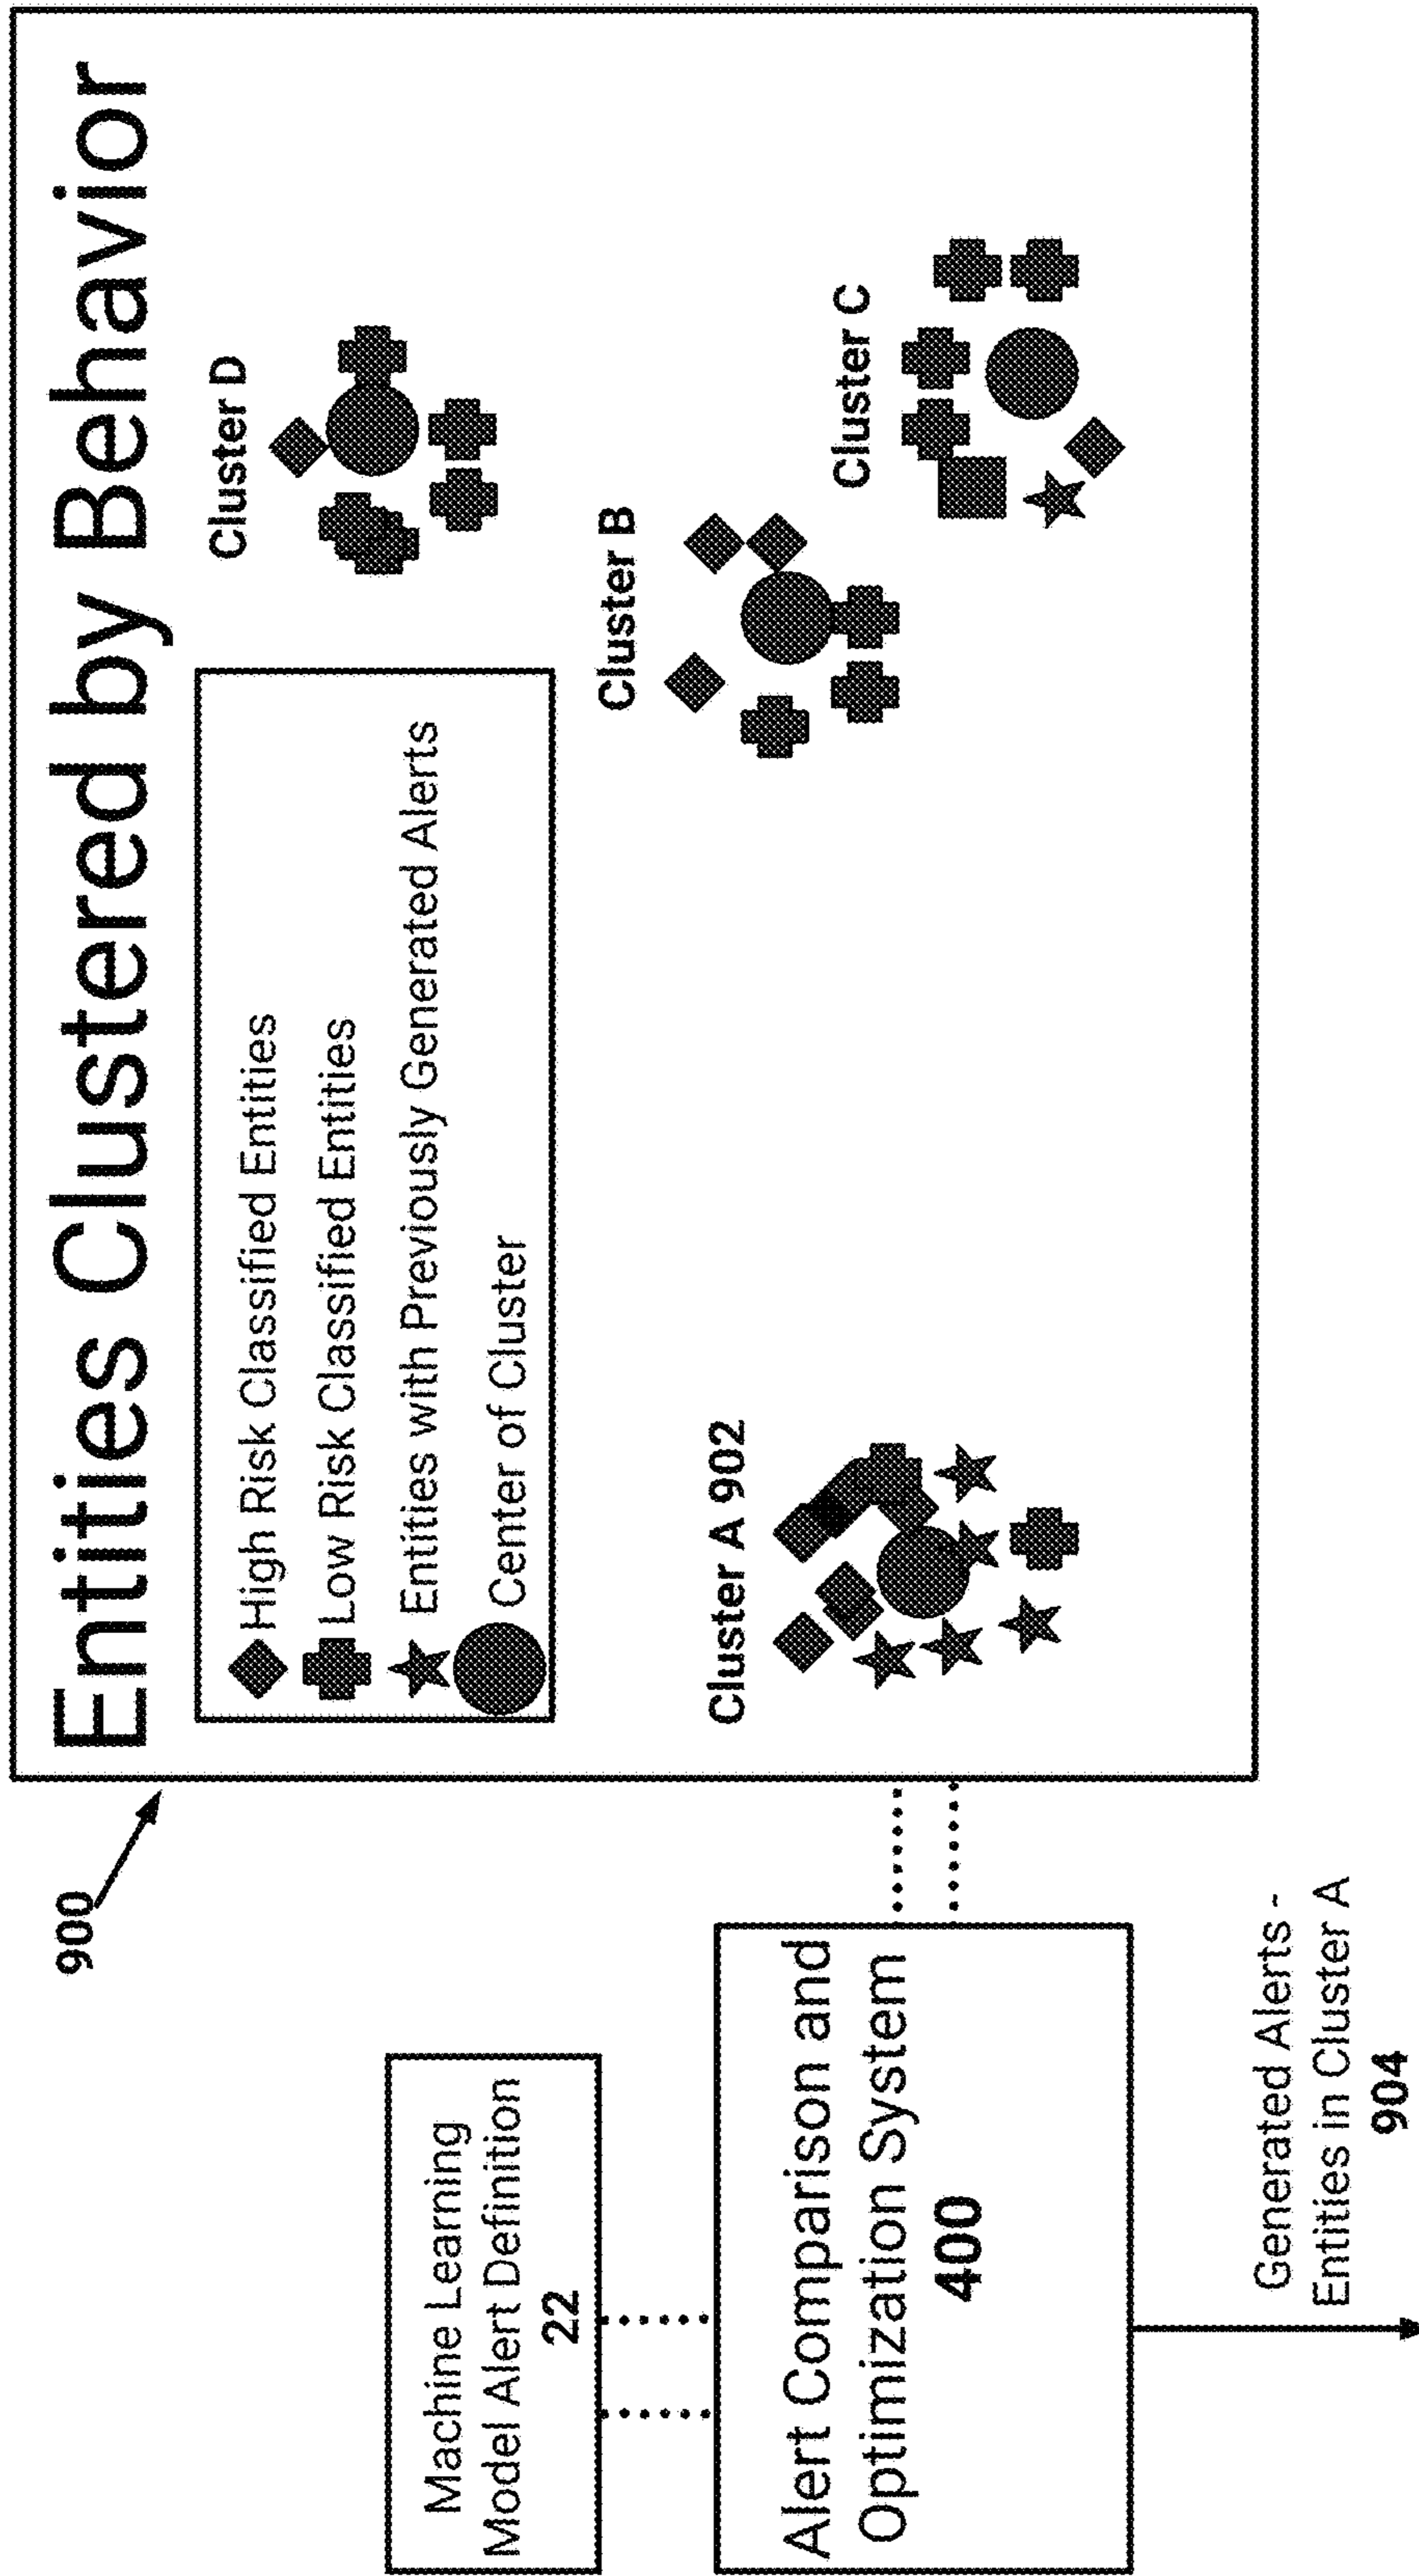 900
Entities Clustered by Behavior
High Risk Classified Entities
Low Risk Classified Entities
Entities with Previously Generated Alerts
Center of Cluster
Cluster D
Cluster B
Cluster C
Cluster A 902
Machine Learning
Model Alert Definition
22
Alert Comparison and
Optimization System
400
Generated Alerts -
Entities in Cluster A
904